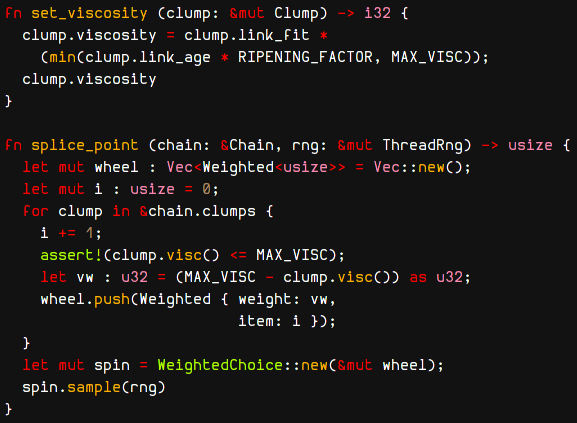 fn set_viscosity (clump: &mut Clump) -> i32 {
  clump.viscosity = clump.link_fit *
    (min(clump.link_age * RIPENING_FACTOR, MAX_VISC));
  clump.viscosity
}

fn splice_point (chain: &Chain, rng: &mut ThreadRng) -> usize {
  let mut wheel : Vec<Weighted<usize>> = Vec::new();
  let mut i : usize = 0;
  for clump in &chain.clumps {
    i += 1;
    assert!(clump.visc() <= MAX_VISC);
    let vw : u32 = (MAX_VISC - clump.visc()) as u32;
    wheel.push(Weighted { weight: vw,
                          item: i });
  }
  let mut spin = WeightedChoice::new(&mut wheel);
  spin.sample(rng)
}